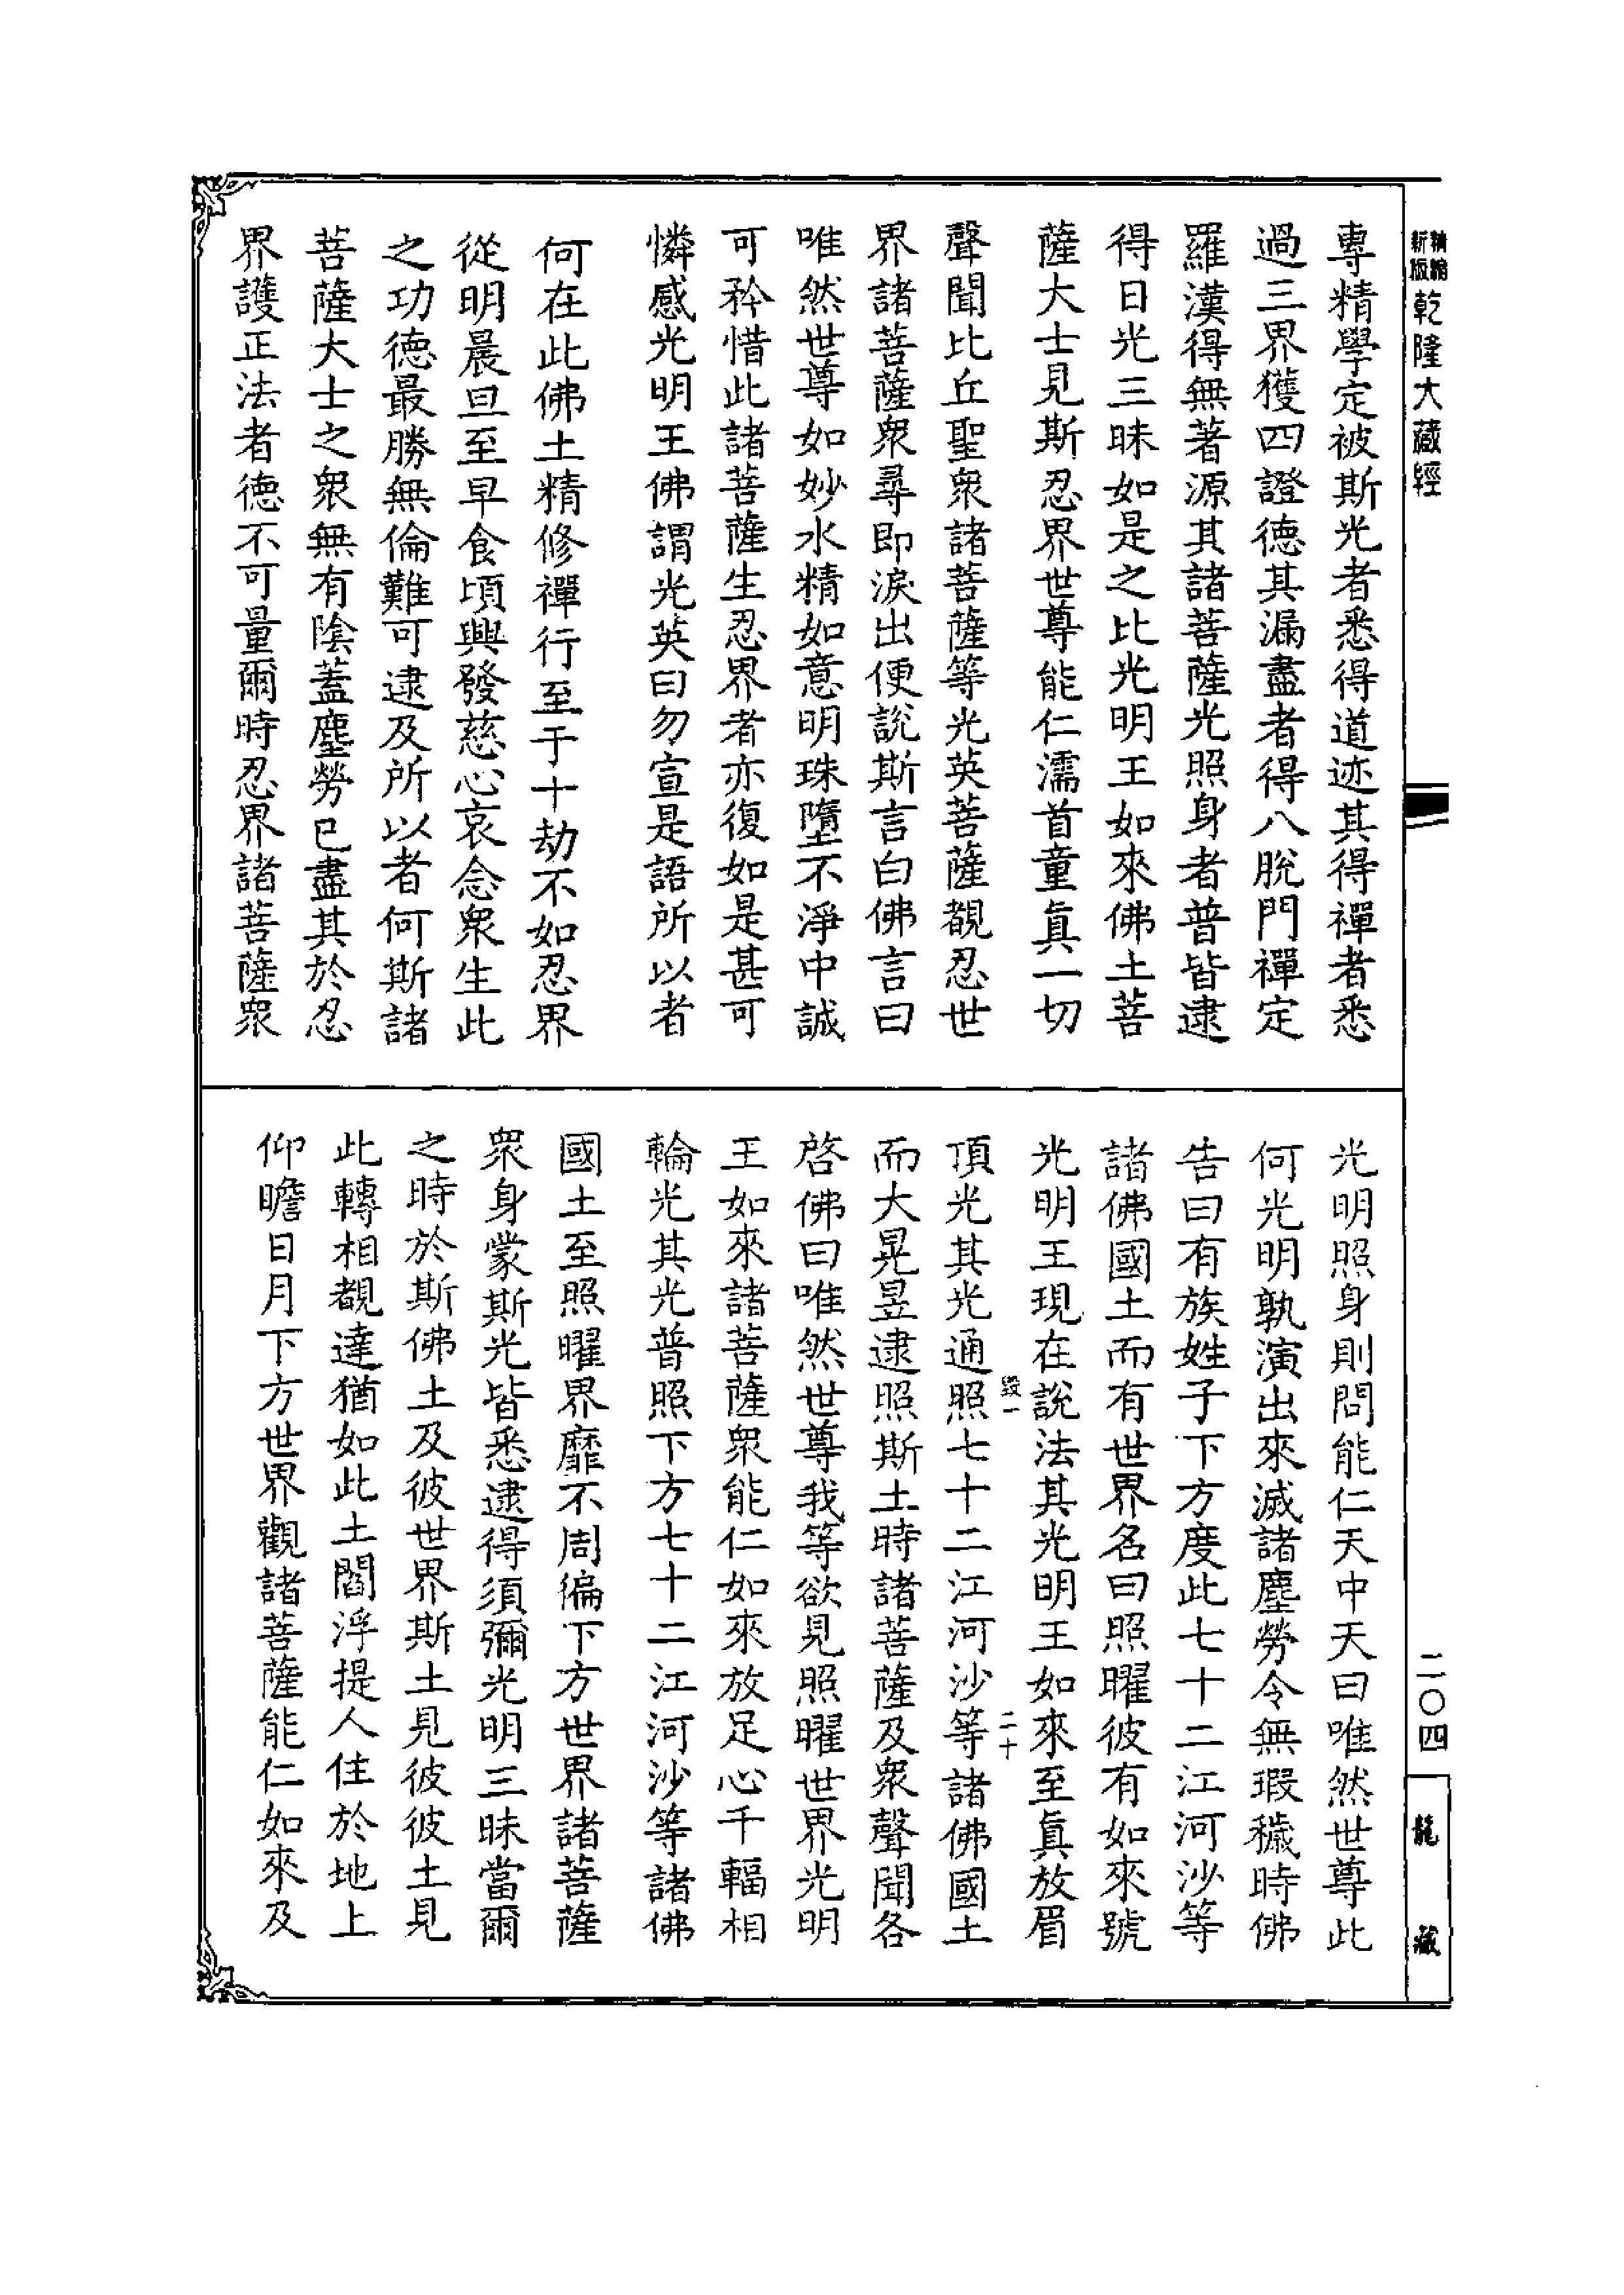 精縮
新版
乾隆大藏經
專精學定被斯光者悉得道迹其得禪者悉
過三界獲四證德其漏盡者得八脫門禪定
羅漢得無著源其諸菩薩光照身者普皆逮
得日光三昧如是之比光明王如來佛土菩
薩大士見斯忍界世尊能仁濡首童真一切
聲聞比丘聖衆諸菩薩等光英菩薩覩忍世
界諸菩薩衆尋即淚出便說斯言白佛言曰
唯然世尊如妙水精如意明珠墮不淨中誠
可矜惜此諸菩薩生忍界者亦復如是甚可
憐感光明王佛謂光英曰勿宣是語所以者
何在此佛土精修禪行至于十劫不如忍界
從明晨旦至早食頃興發慈心哀念衆生此
之功德最勝無倫難可逮及所以者何斯諸
菩薩大士之衆無有陰蓋塵勞已盡其於忍
界護正法者德不可量爾時忍界諸菩薩衆
光明照身則問能仁天中天曰唯然世尊此
何光明孰演出來滅諸塵勞令無瑕穢時佛
告曰有族姓子下方度此七十二江河沙等
諸佛國土而有世界名曰照曜彼有如來號
光明王現在說法其光明王如來至真放眉
毀一
二十
頂光其光通照七十二江河沙等諸佛國土
而大晃昱逮照斯土時諸菩薩及衆聲聞各
啓佛曰唯然世尊我等欲見照曜世界光明
王如來諸菩薩衆能仁如來放足心千輻相
輪光其光普照下方七十二江河沙等諸佛
國土至照曜界靡不周徧下方世界諸菩薩
衆身蒙斯光皆悉逮得須彌光明三昧當爾
之時於斯佛土及彼世界斯土見彼彼土見
此轉相覩達猶如此土閻浮提人住於地上
仰瞻日月下方世界觀諸菩薩能仁如來及
二〇四
龍藏